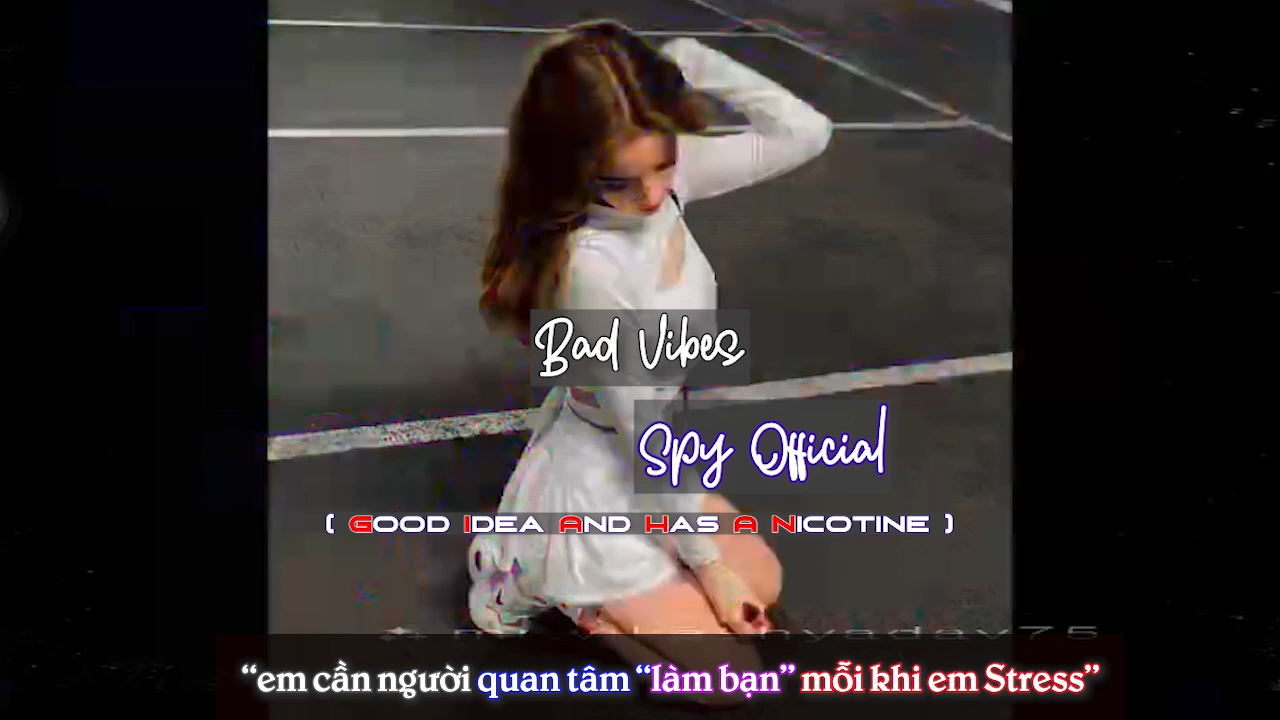 Bad Vibes
Spy Official
( Good Idea And Has A Nicotine )
“em cần người quan tâm “làm bạn” mỗi khi em Stress”